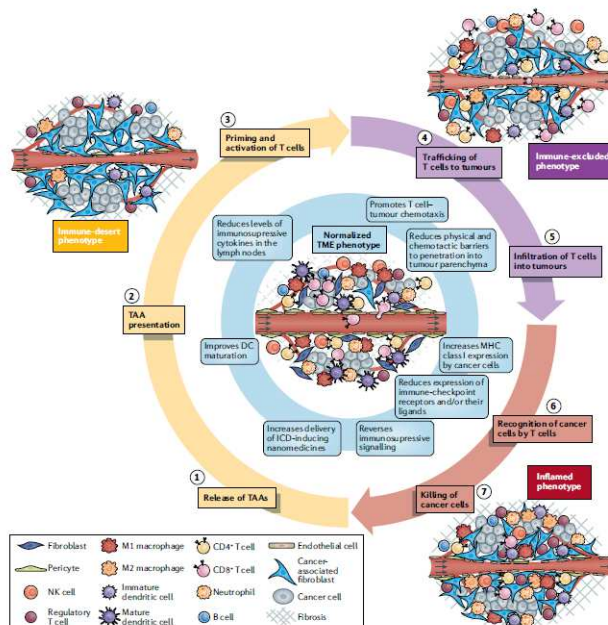 ③
Priming and
activation of T cells
④
Trafficking of
T cells to tumours
Immune-excluded
phenotype
Immune-desert
phenotype
Promotes T cell–
tumour chemotaxis
Reduces levels of
immunosupressive
cytokines in the
lymph nodes
Normalized
TME phenotype
Reduces physical and
chemotactic barriers
to penetration into
tumour parenchyma
⑤
Infiltration of T cells
into tumours
②
TAA
presentation
Improves DC
maturation
Increases MHC
class I expression
by cancer cells
Reduces expression of
immune-checkpoint
receptors and/or their
ligands
⑥
Recognition of cancer
cells by T cells
Increases delivery
of ICD-inducing
nanomedicines
Reverses
immunosupressive
signalling
①
Release of TAAs
Killing of
cancer cells
⑦
Inflamed
phenotype
Fibroblast
M1 macrophage
CD4⁺ T cell
Endothelial cell
Pericyte
M2 macrophage
CD8⁺ T cell
Cancer-
associated
fibroblast
NK cell
Immature
dendritic cell
Neutrophil
Cancer cell
Regulatory
T cell
Mature
dendritic cell
B cell
Fibrosis